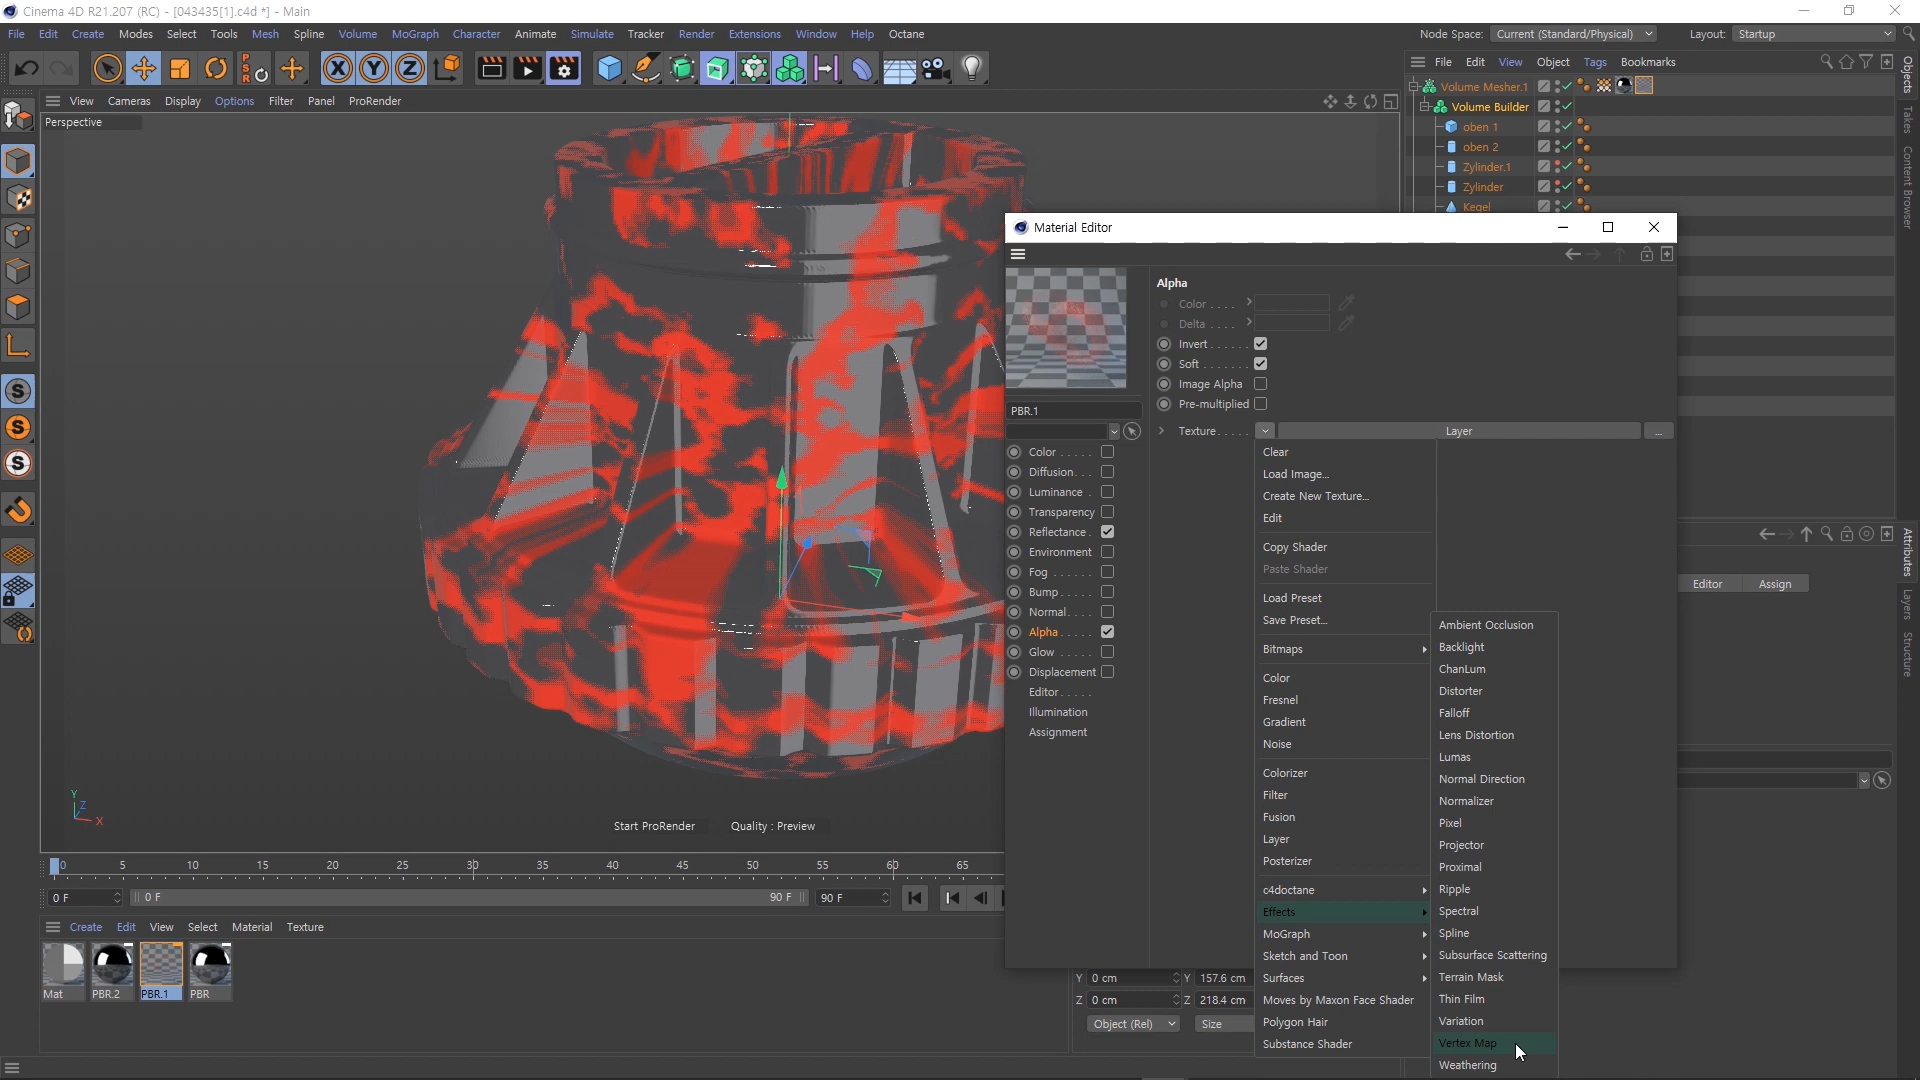 Cinema 4D R21.207 (RC) - [043435[1].c4d *] - Main
File Edit Create Modes Select Tools Mesh Spline Volume MoGraph Character Animate Simulate Tracker Render Extensions Window Help Octane
Node Space: Current (Standard/Physical) Layout: Startup
File Edit View Object Tags Bookmarks
View Cameras Display Options Filter Panel ProRender
Perspective
Volume Mesher.1
Volume Builder
oben 1
oben 2
Zylinder.1
Zylinder
Kegel
Objects
Takes
Content Browser
Material Editor
PBR.1
Color . . . . .
Diffusion. . .
Luminance .
Transparency
Reflectance .
Environment
Fog . . . . . .
Bump. . . . .
Normal. . . .
Alpha. . . . .
Glow . . . . .
Displacement
Editor. . . . .
Illumination
Assignment
Alpha
Color . . . .
Delta . . . .
Invert. . . . . .
Soft . . . . . . .
Image Alpha
Pre-multiplied
Texture. . . . . Layer ...
Clear
Load Image...
Create New Texture...
Edit
Copy Shader
Paste Shader
Load Preset
Save Preset...
Bitmaps
Color
Fresnel
Gradient
Noise
Colorizer
Filter
Fusion
Layer
Posterizer
c4doctane
Effects
MoGraph
Sketch and Toon
Surfaces
Moves by Maxon Face Shader
Polygon Hair
Substance Shader
Ambient Occlusion
Backlight
ChanLum
Distorter
Falloff
Lens Distortion
Lumas
Normal Direction
Normalizer
Pixel
Projector
Proximal
Ripple
Spectral
Spline
Subsurface Scattering
Terrain Mask
Thin Film
Variation
Vertex Map
Weathering
Editor Assign
Attributes
Layers
Structure
Y
Z
X
Start ProRender Quality : Preview
0 5 10 15 20 25 30 35 40 45 50 55 60 65
0 F 0 F 90 F 90 F
Create Edit View Select Material Texture
Mat PBR.2 PBR.1 PBR
Y 0 cm Y 157.6 cm
Z 0 cm Z 218.4 cm
Object (Rel) Size